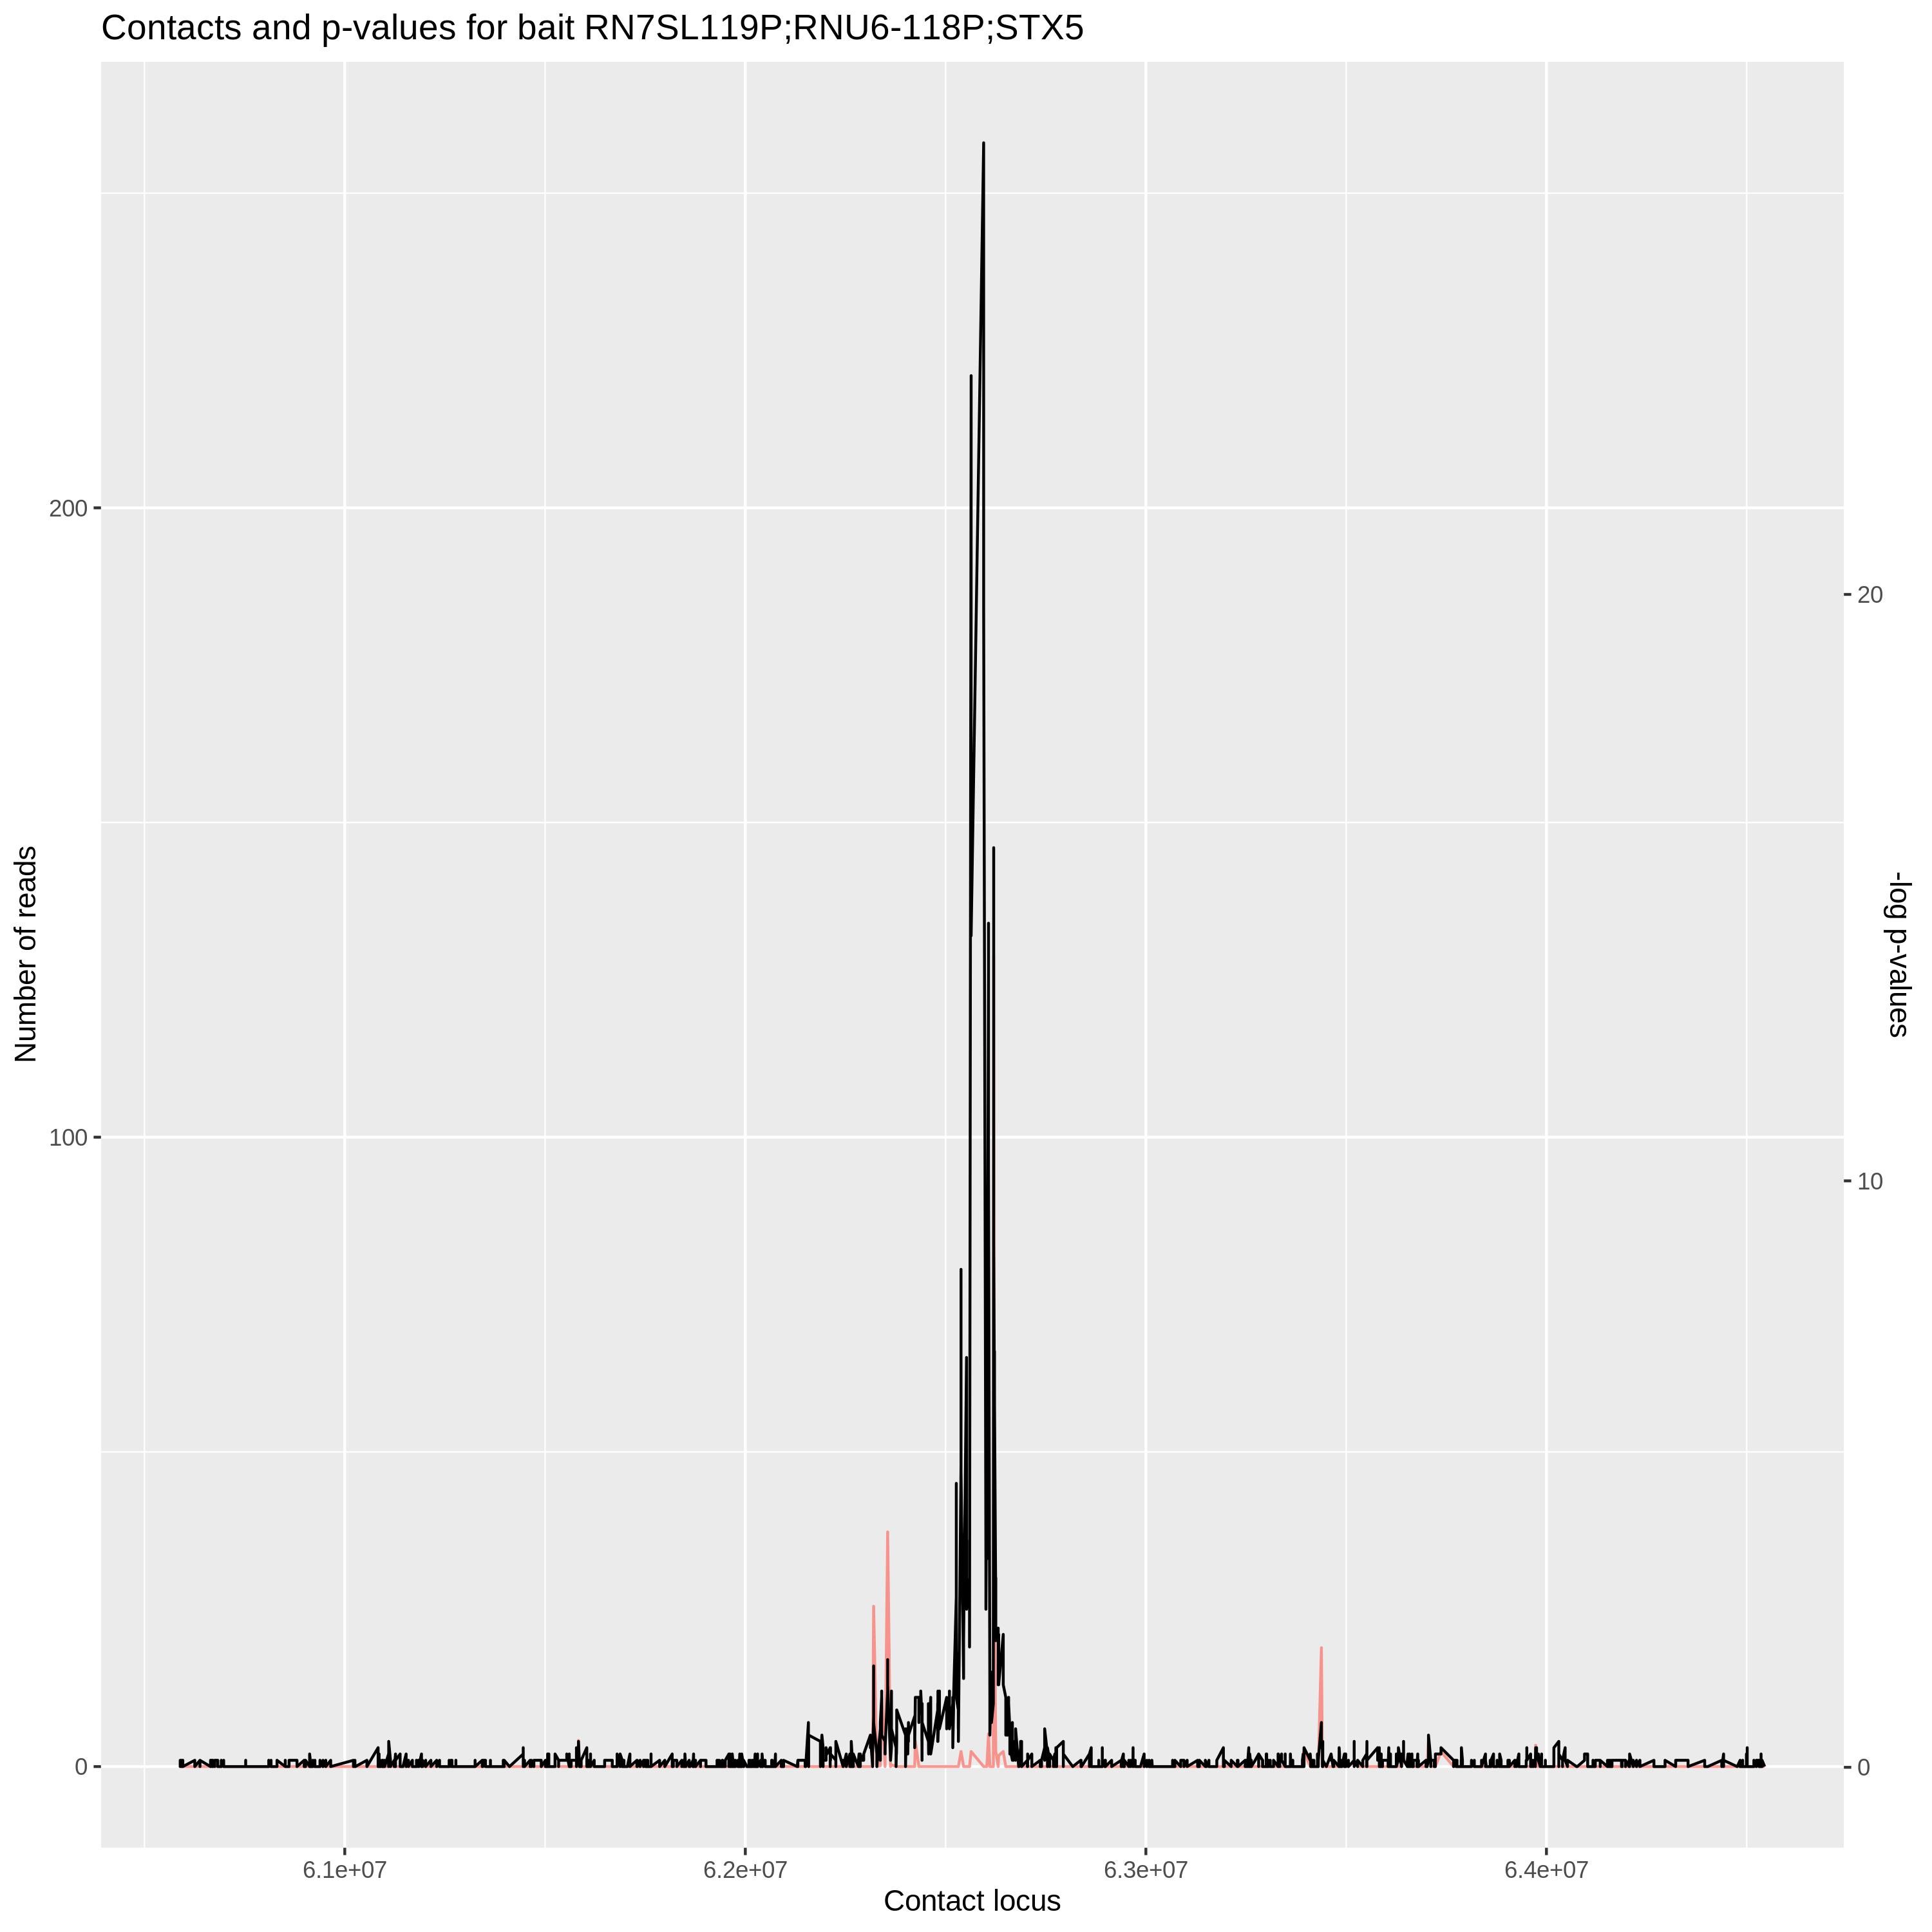 Contacts and p-values for bait RN7SL119P;RNU6-118P;STX5
200
100
0
Number of reads
20
10
0
-log p-values
6.1e+07
6.2e+07
6.3e+07
6.4e+07
Contact locus